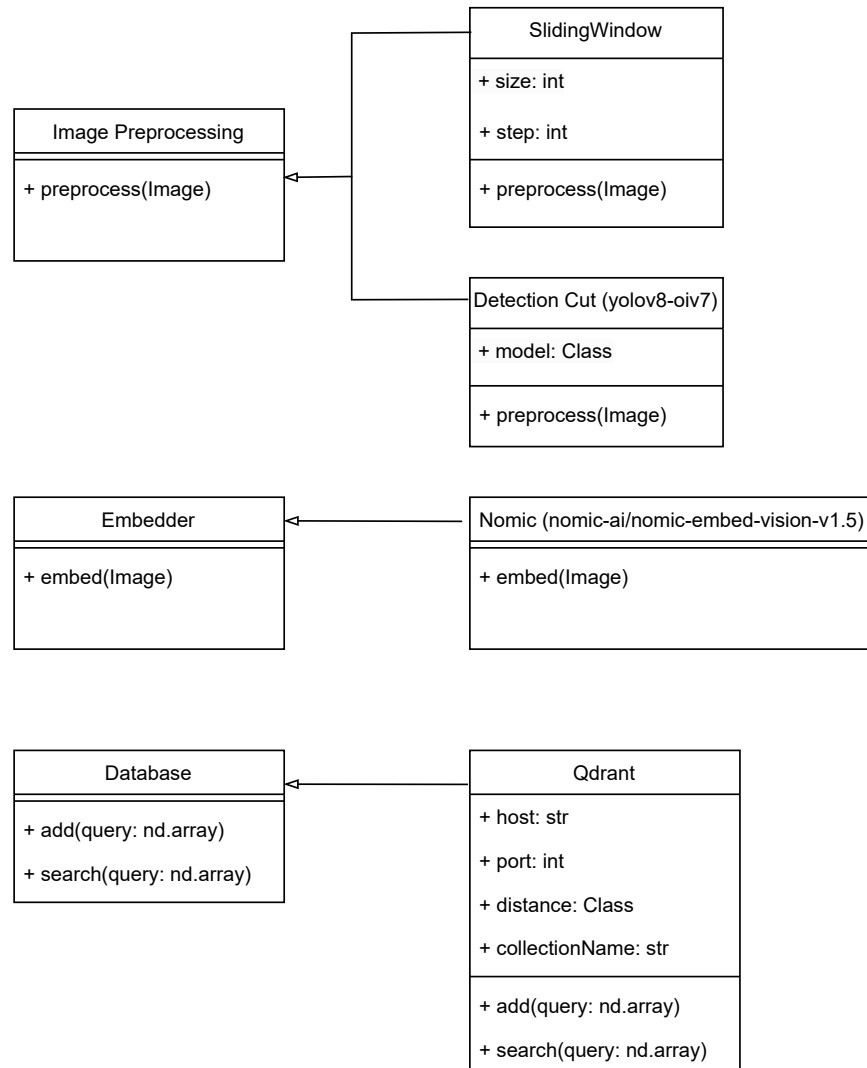 SlidingWindow
+ size: int
+ step: int
+ preprocess(Image)
Image Preprocessing
+ preprocess(Image)
Detection Cut (yolov8-oiv7)
+ model: Class
+ preprocess(Image)
Embedder
+ embed(Image)
Nomic (nomic-ai/nomic-embed-vision-v1.5)
+ embed(Image)
Database
+ add(query: nd.array)
+ search(query: nd.array)
Qdrant
+ host: str
+ port: int
+ distance: Class
+ collectionName: str
+ add(query: nd.array)
+ search(query: nd.array)